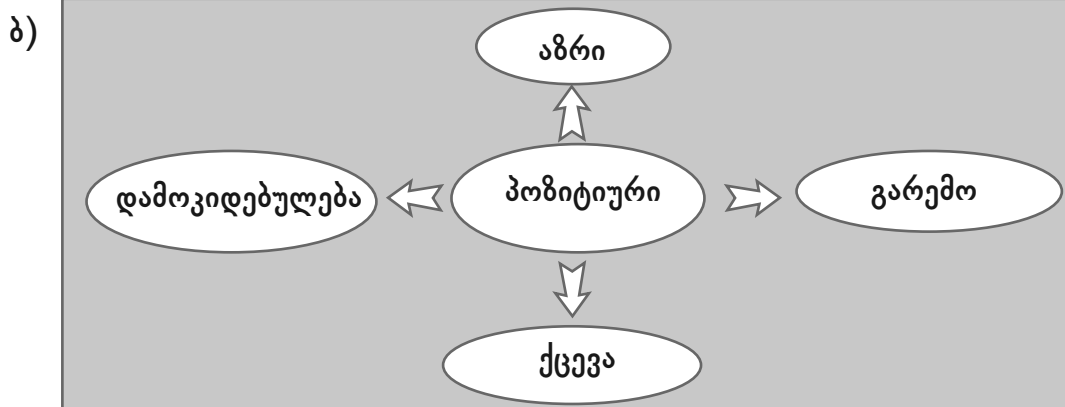 ბ)
აზრი
დამოკიდებულება
პოზიტიური
გარემო
ქცევა